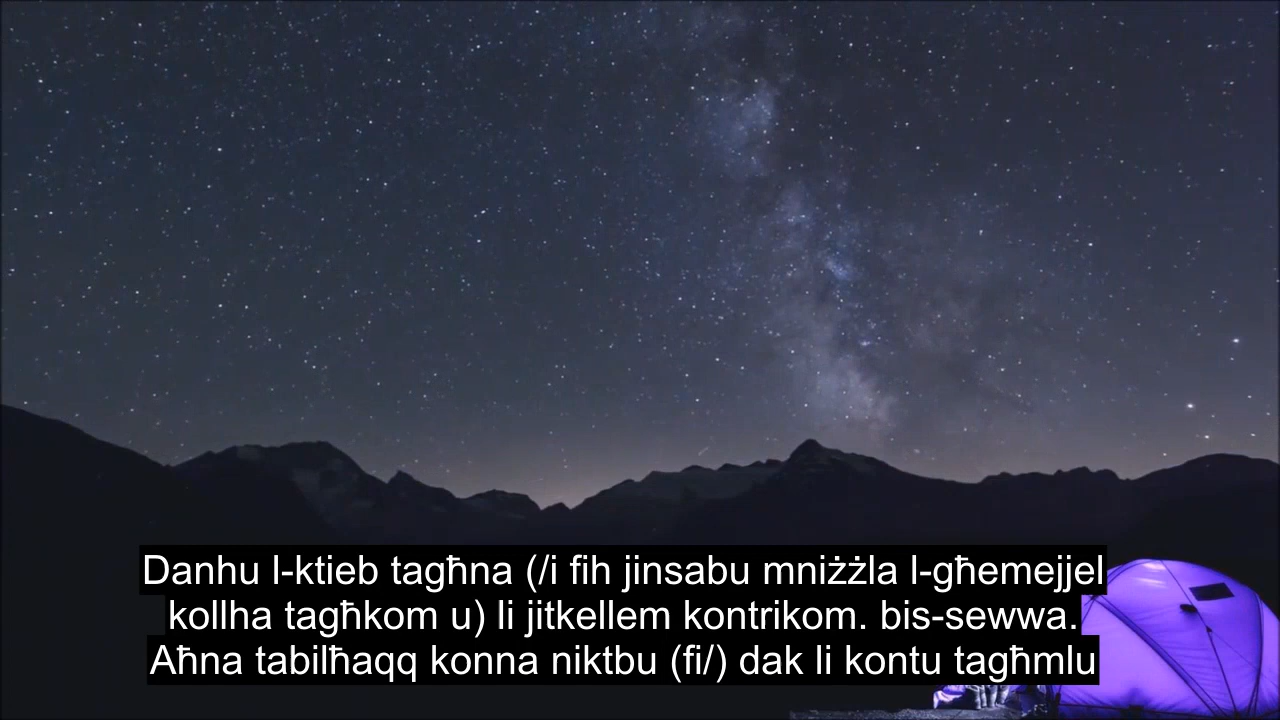 Danhu l-ktieb tagħna (/i fih jinsabu mniżżla l-għemejjel
kollha tagħkom u) li jitkellem kontrikom. bis-sewwa.
Aħna tabilħaqq konna niktbu (fi/) dak li kontu tagħmlu